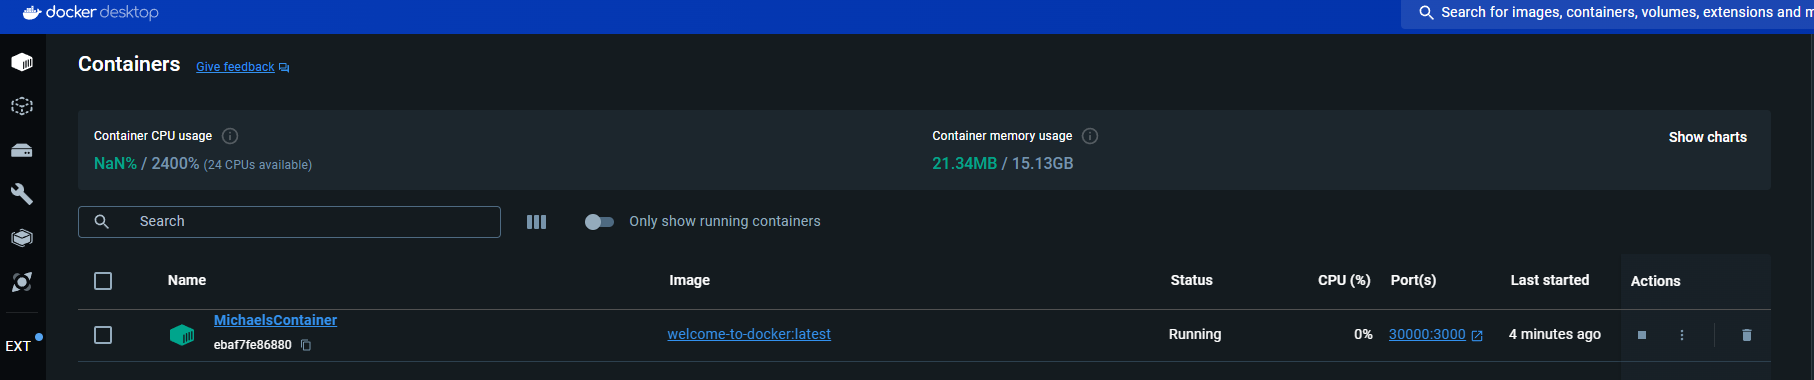 docker desktop
Search for images, containers, volumes, extensions and m
Containers
Give feedback
Container CPU usage
NaN% / 2400% (24 CPUs available)
Container memory usage
21.34MB / 15.13GB
Show charts
Search
Only show running containers
Name Image Status CPU (%) Port(s) Last started Actions
MichaelsContainer
ebaf7fe86880
welcome-to-docker:latest Running 0% 30000:3000 4 minutes ago
EXT